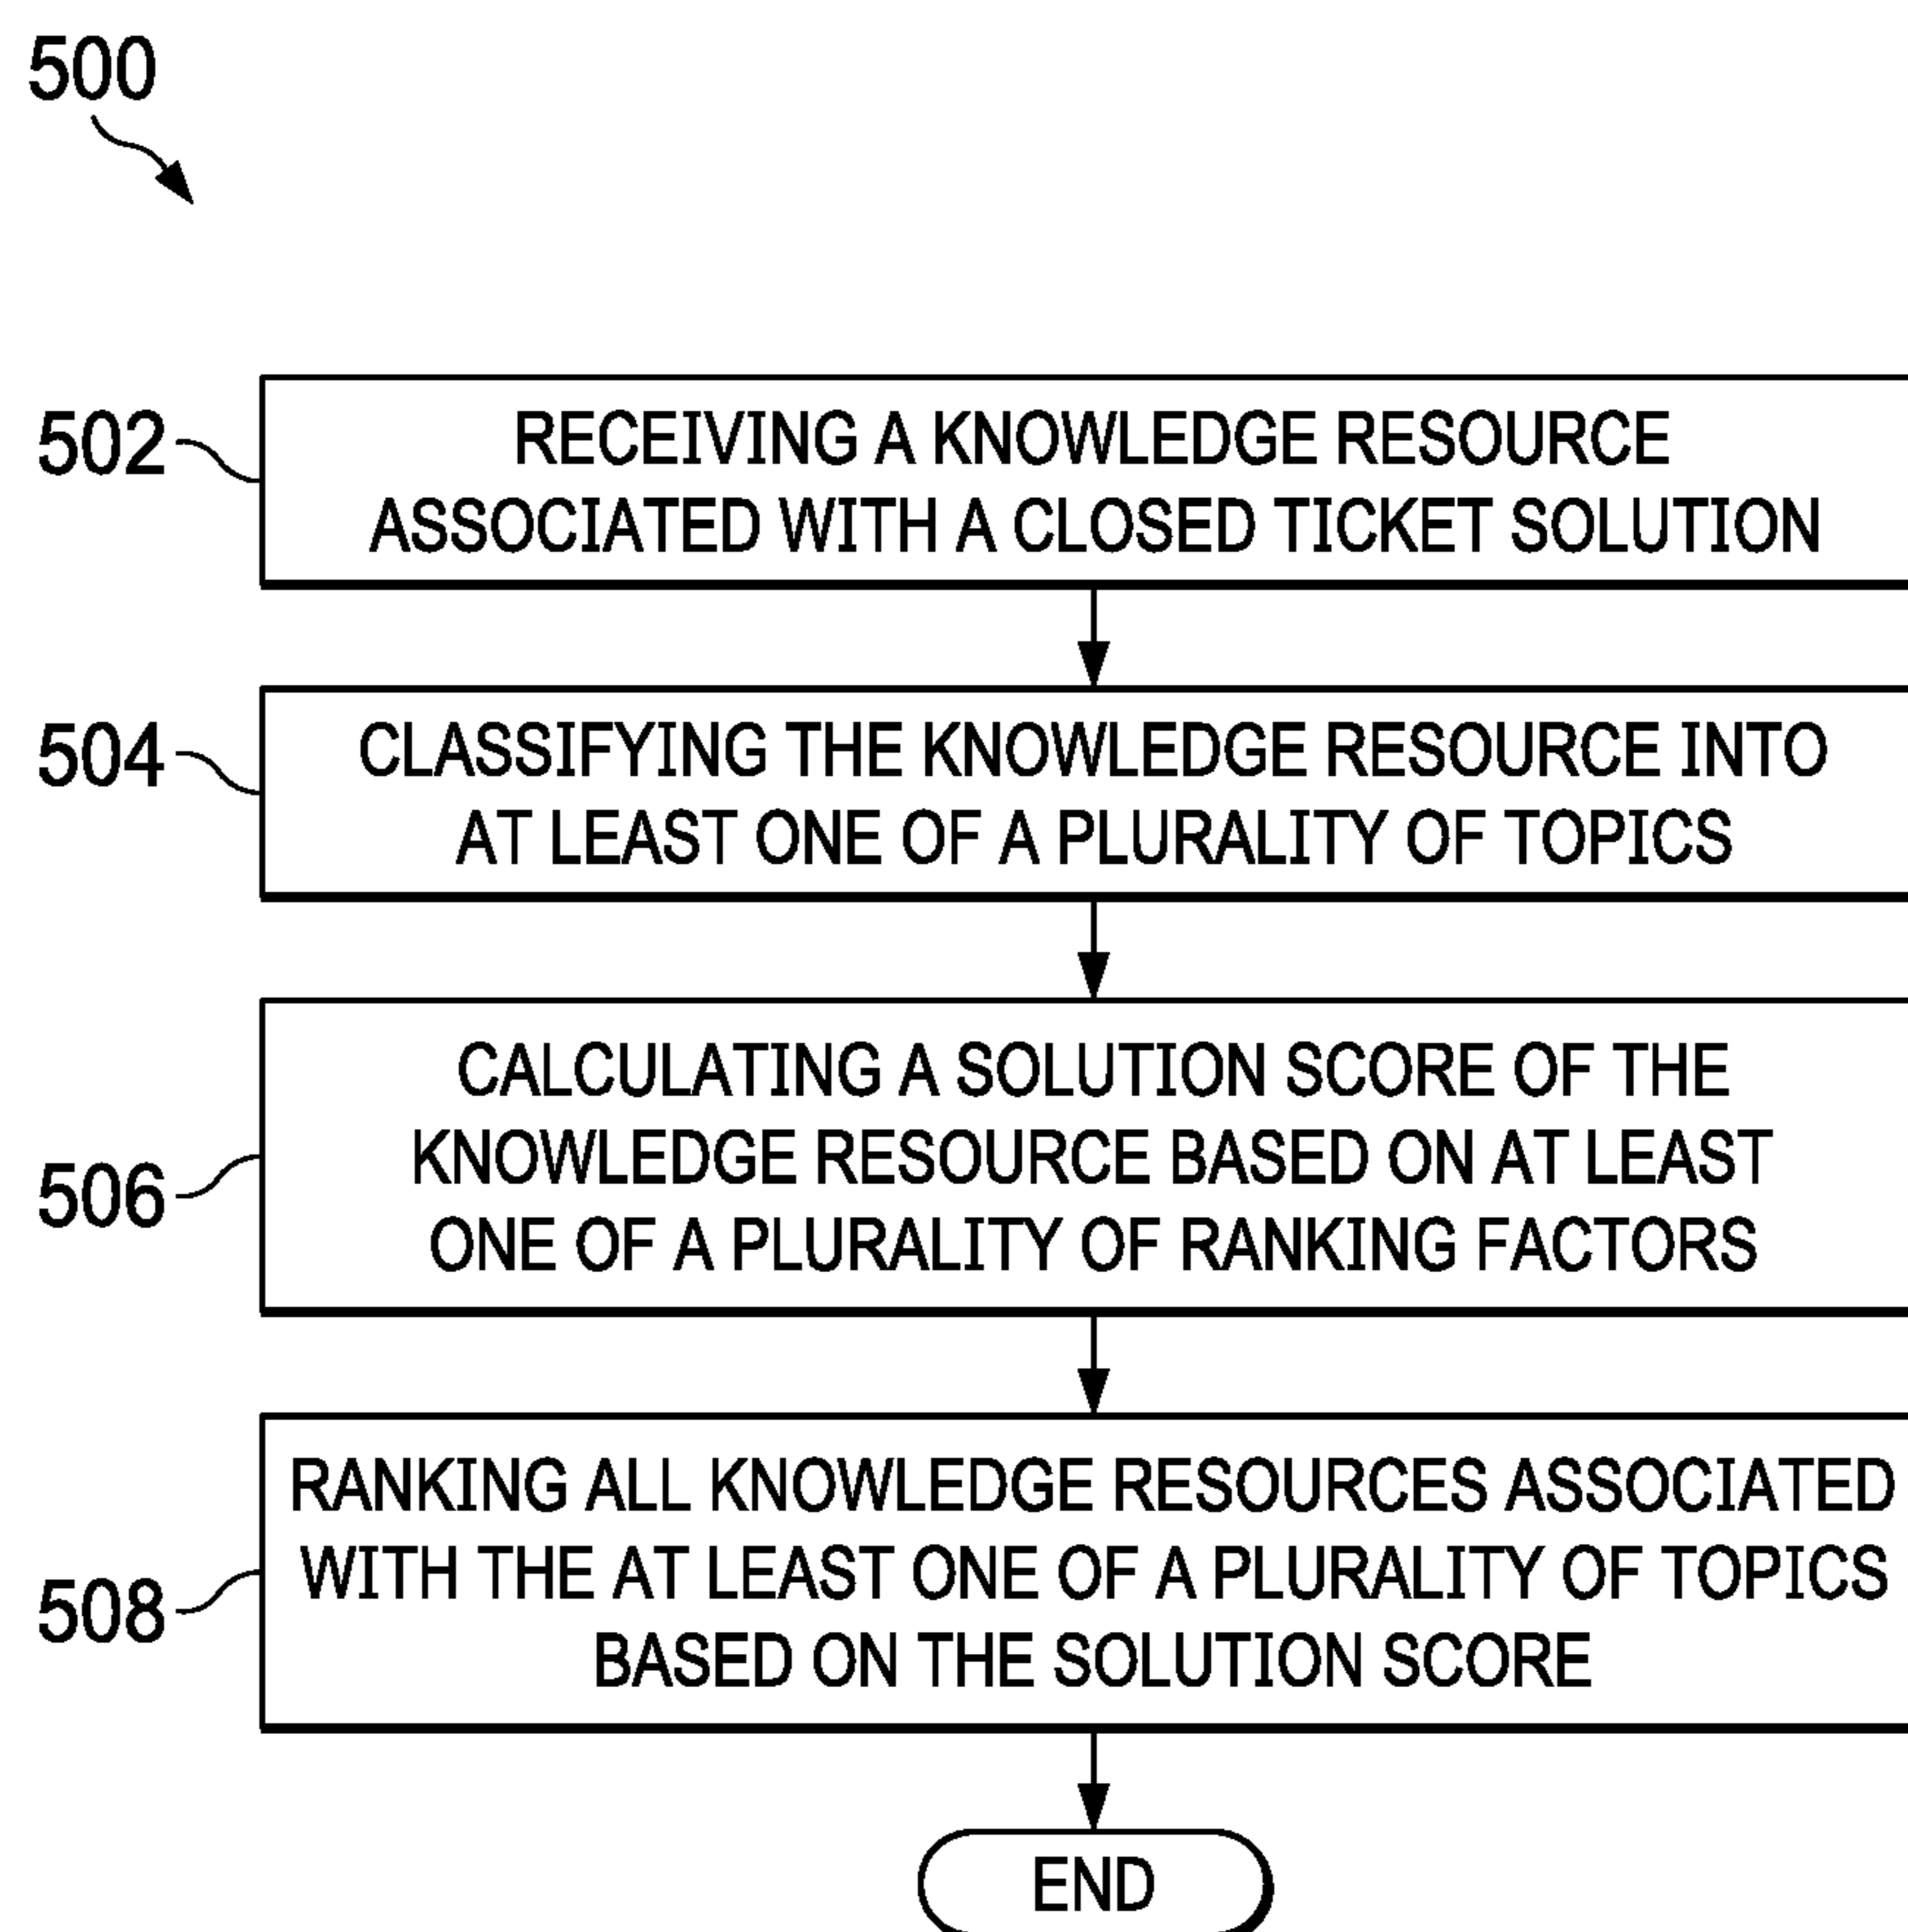 500
502
RECEIVING A KNOWLEDGE RESOURCE
ASSOCIATED WITH A CLOSED TICKET SOLUTION
504
CLASSIFYING THE KNOWLEDGE RESOURCE INTO
AT LEAST ONE OF A PLURALITY OF TOPICS
506
CALCULATING A SOLUTION SCORE OF THE
KNOWLEDGE RESOURCE BASED ON AT LEAST
ONE OF A PLURALITY OF RANKING FACTORS
508
RANKING ALL KNOWLEDGE RESOURCES ASSOCIATED
WITH THE AT LEAST ONE OF A PLURALITY OF TOPICS
BASED ON THE SOLUTION SCORE
END